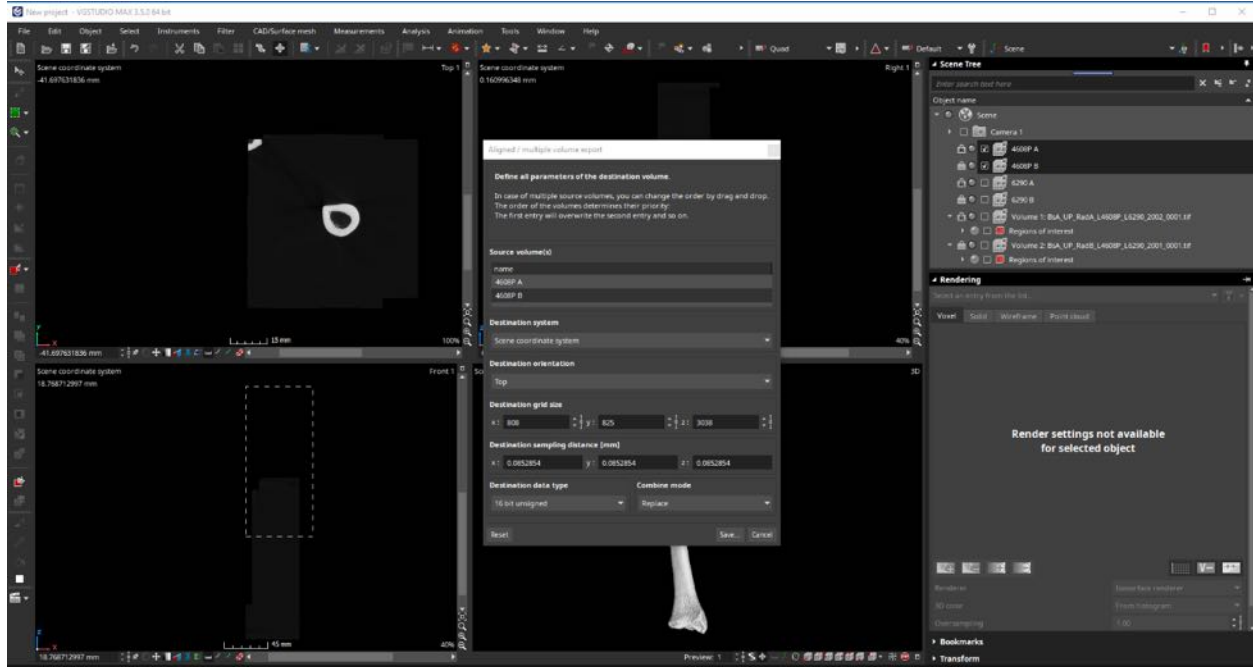 New project - VGSTUDIO MAX 3.5.2 64 bit
File Edit Object Select Instruments Filter CAD/Surface mesh Measurements Analysis Animation Tools Window Help
Quad
Default
Scene
Scene coordinate system
Top 1
-41.697631836 mm
15 mm
100%
-41.697631836 mm
Scene coordinate system
Right 1
0.160996348 mm
40%
Scene coordinate system
Front 1
18.768712997 mm
45 mm
40%
18.768712997 mm
3D
Preview: 1
Aligned / multiple volume export
Define all parameters of the destination volume.
In case of multiple source volumes, you can change the order by drag and drop.
The order of the volumes determines their priority:
The first entry will overwrite the second entry and so on.
Source volume(s)
name
4608P A
4608P B
Destination system
Scene coordinate system
Destination orientation
Top
Destination grid size
x: 808 y: 825 z: 3038
Destination sampling distance [mm]
x: 0.0852854 y: 0.0852854 z: 0.0852854
Destination data type Combine mode
16 bit unsigned Replace
Reset Save... Cancel
Scene Tree
Enter search text here
Object name
Scene
Camera 1
4608P A
4608P B
6290 A
6290 B
Volume 1: BsA_UP_RadA_L4608P_L6290_2002_0001.tif
Regions of interest
Volume 2: BsA_UP_RadB_L4608P_L6290_2001_0001.tif
Regions of interest
Rendering
Select an entry from the list...
Voxel Solid Wireframe Point cloud
Render settings not available
for selected object
Renderer
Isosurface renderer
3D color
From histogram
Oversampling
1.00
Bookmarks
Transform